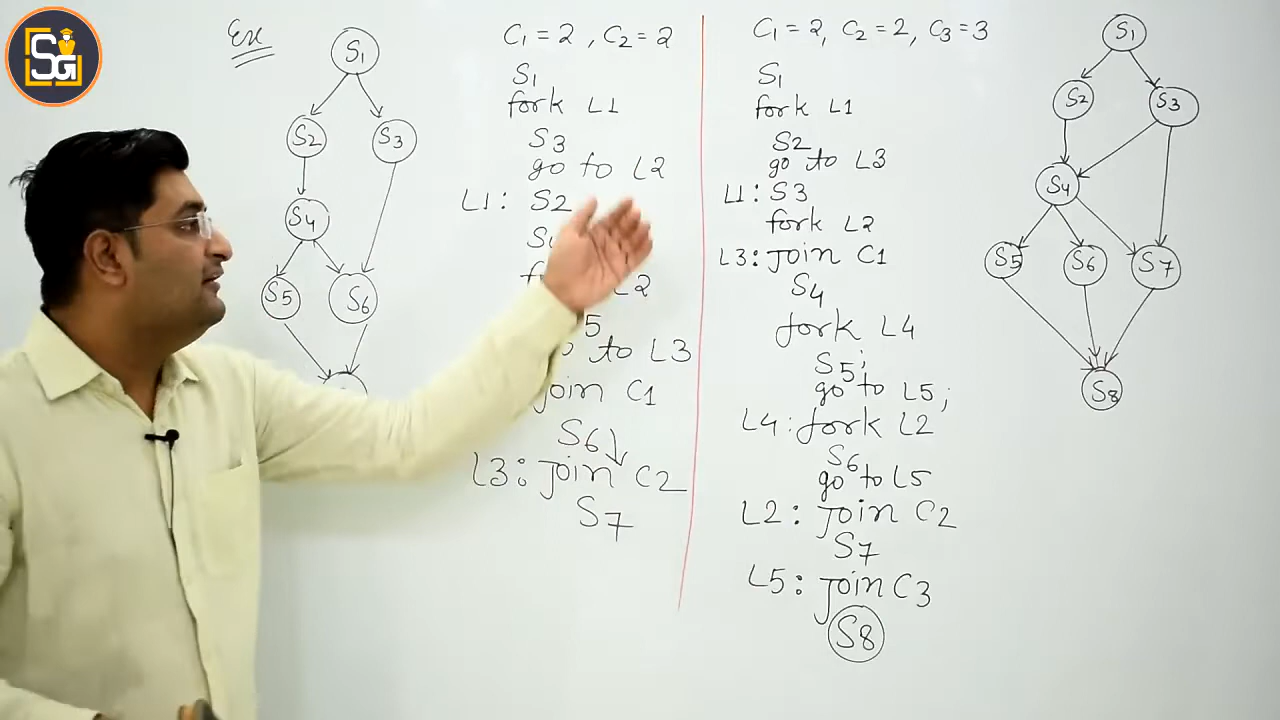 SG
Ex
S1
S2
S3
S4
S5
S6
C1 = 2 , C2 = 2
S1
fork L1
S3
go to L2
L1: S2
L2
5
to L3
join C1
S6
L3: join C2
S7
C1 = 2, C2 = 2, C3 = 3
S1
fork L1
S2
go to L3
L1: S3
fork L2
L3: join C1
S4
fork L4
S5;
go to L5;
L4: fork L2
S6
go to L5
L2: join C2
S7
L5: join C3
S8
S1
S2
S3
S4
S5
S6
S7
S8